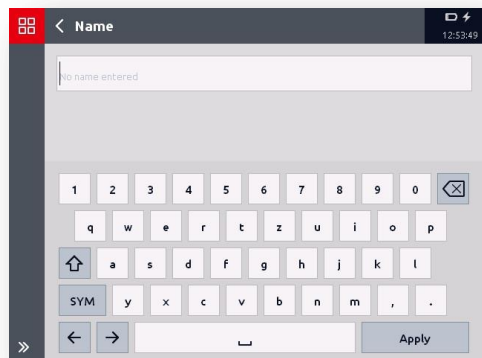 Name
12:53:49
No name entered
1 2 3 4 5 6 7 8 9 0
q w e r t z u i o p
a s d f g h j k l
SYM y x c v b n m , .
Apply